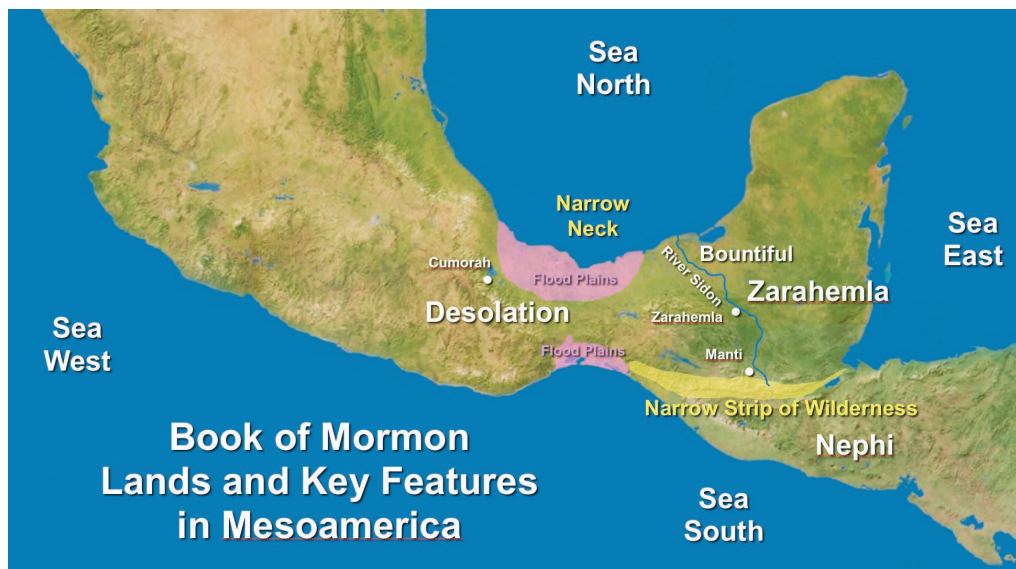 Sea
North
Narrow
Neck
Sea
East
Bountiful
River Sidon
Cumorah
Flood Plains
Zarahemla
Desolation
Zarahemla
Sea
West
Flood Plains
Manti
Narrow Strip of Wilderness
Nephi
Book of Mormon
Lands and Key Features
in Mesoamerica
Sea
South